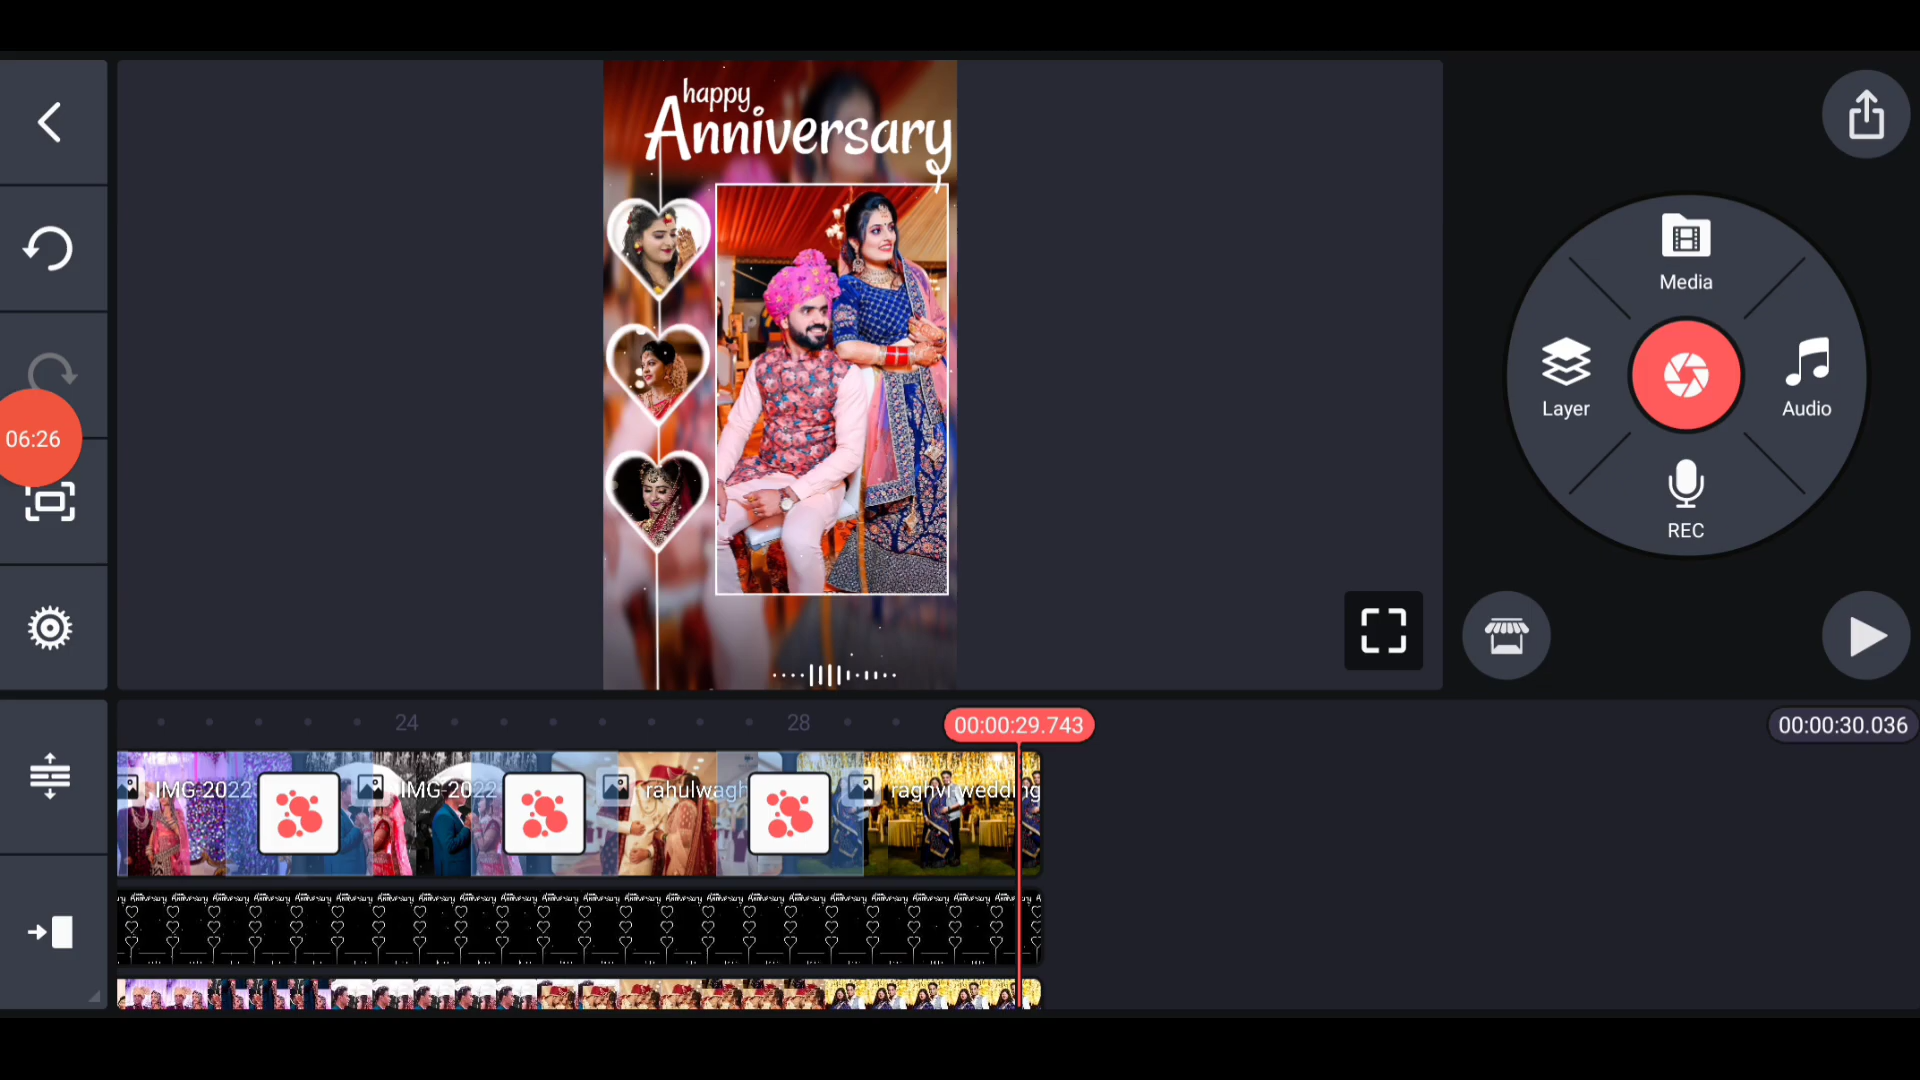 happy
Anniversary
Media
Layer
Audio
REC
06:26
24
28
00:00:29.743
00:00:30.036
IMG-2022
IMG-2022
rahulwagh
raghvi-wedding